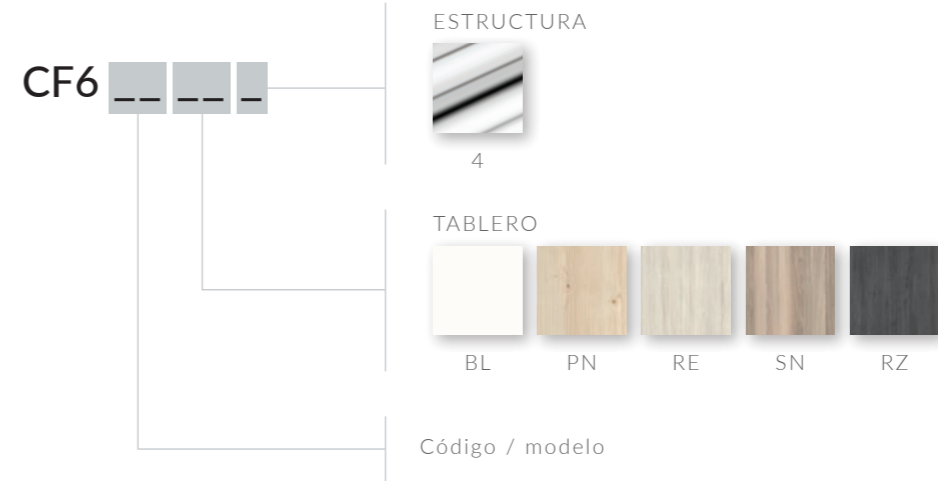 ESTRUCTURA
CF6 __ __ _
4
TABLERO
BL PN RE SN RZ
Código / modelo